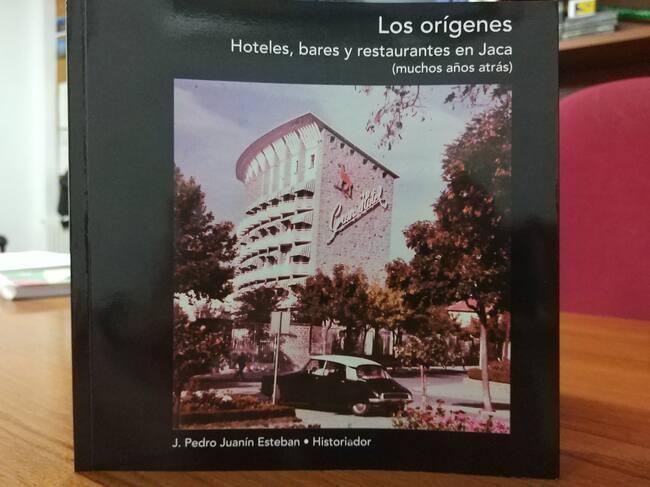 Los orígenes
Hoteles, bares y restaurantes en Jaca
(muchos años atrás)
Gran Hotel
J. Pedro Juanín Esteban • Historiador